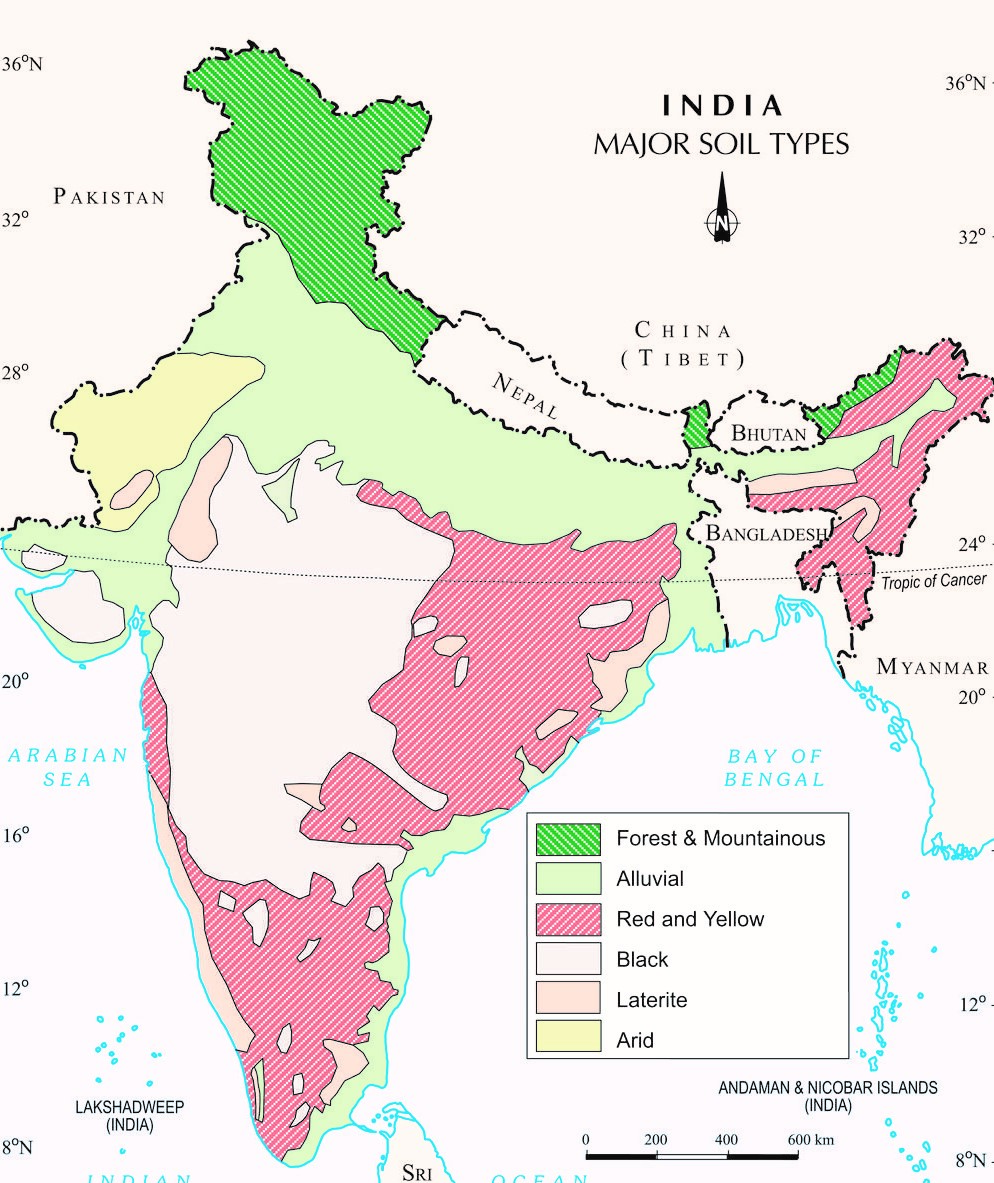 INDIA
MAJOR SOIL TYPES
N
36°N
36°N
PAKISTAN
32°
32°
CHINA
(TIBET)
28°
NEPAL
BHUTAN
BANGLADESH
24°
Tropic of Cancer
MYANMAR
20°
20°
ARABIAN
SEA
BAY OF
BENGAL
16°
Forest & Mountainous
Alluvial
Red and Yellow
Black
Laterite
Arid
12°
12°
LAKSHADWEEP
(INDIA)
ANDAMAN & NICOBAR ISLANDS
(INDIA)
8°N
8°N
0 200 400 600 km
SRI
INDIAN
OCEAN